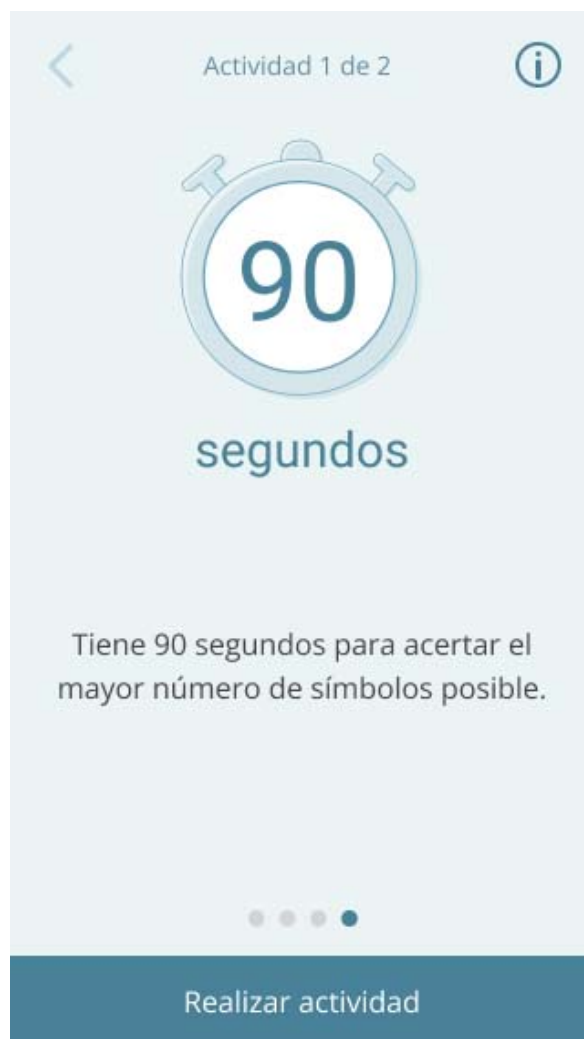 Actividad 1 de 2
90
segundos
Tiene 90 segundos para acertar el
mayor número de símbolos posible.
Realizar actividad